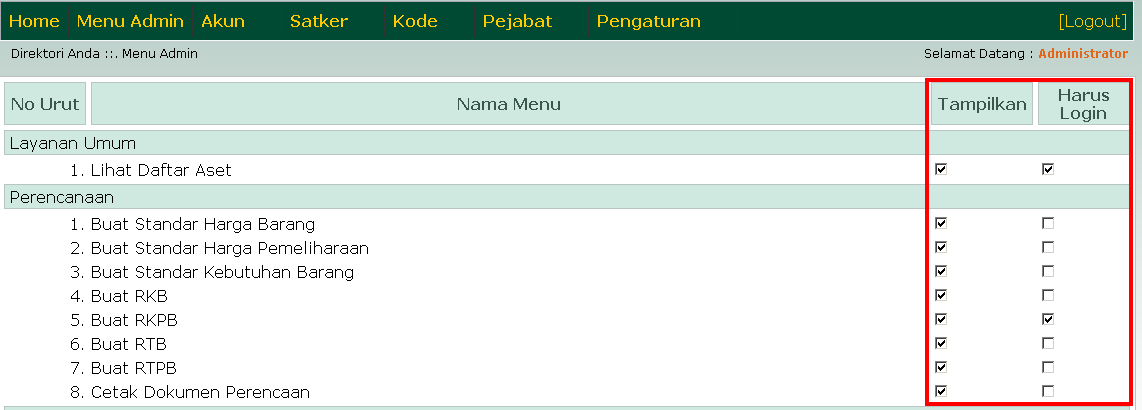 Home Menu Admin Akun Satker Kode Pejabat Pengaturan [Logout]
Direktori Anda ::. Menu Admin Selamat Datang : Administrator
No Urut Nama Menu Tampilkan Harus Login
Layanan Umum
1. Lihat Daftar Aset
Perencanaan
1. Buat Standar Harga Barang
2. Buat Standar Harga Pemeliharaan
3. Buat Standar Kebutuhan Barang
4. Buat RKB
5. Buat RKPB
6. Buat RTB
7. Buat RTPB
8. Cetak Dokumen Perencaan